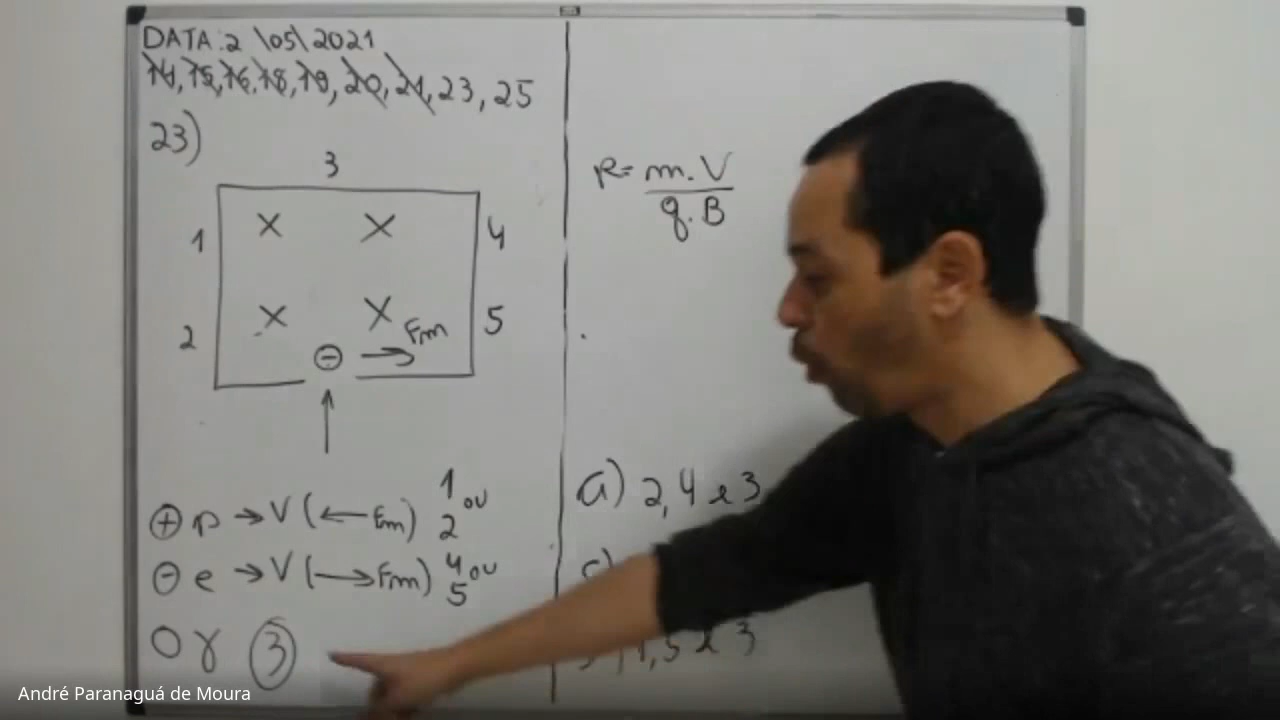 DATA: 2 \05\ 2021
14, 15, 16, 18, 19, 20, 21, 23, 25
23)
3
1
4
2
5
Fm
R = m.V
q.B
⊕ p → V (← Fm) 1 ou 2
⊖ e → V (→ Fm) 4 ou 5
O γ 3
a) 2, 4 e 3
1, 5 e 3
André Paranaguá de Moura